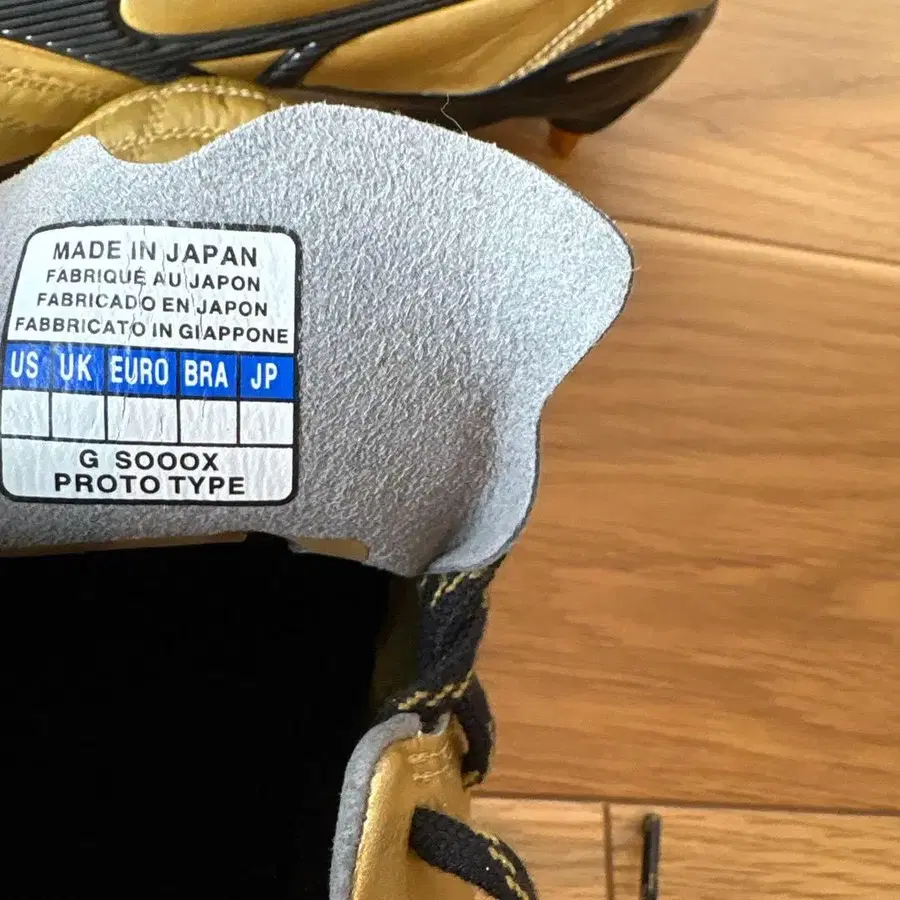 MADE IN JAPAN
FABRIQUÉ AU JAPON
FABRICADO EN JAPON
FABBRICATO IN GIAPPONE
US UK EURO BRA JP
G SOOOX
PROTO TYPE